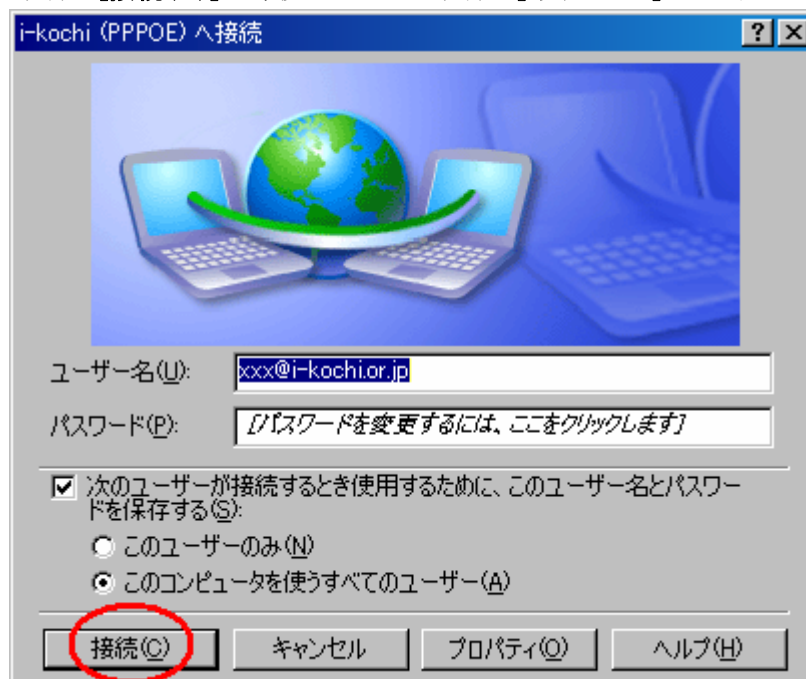 i-kochi (PPPOE) へ接続
ユーザー名(U):
xxx@i-kochi.or.jp
パスワード(P):
[パスワードを変更するには、ここをクリックします]
次のユーザーが接続するとき使用するために、このユーザー名とパスワー
ドを保存する(S):
このユーザーのみ(N)
このコンピュータを使うすべてのユーザー(A)
接続(C)
キャンセル
プロパティ(O)
ヘルプ(H)